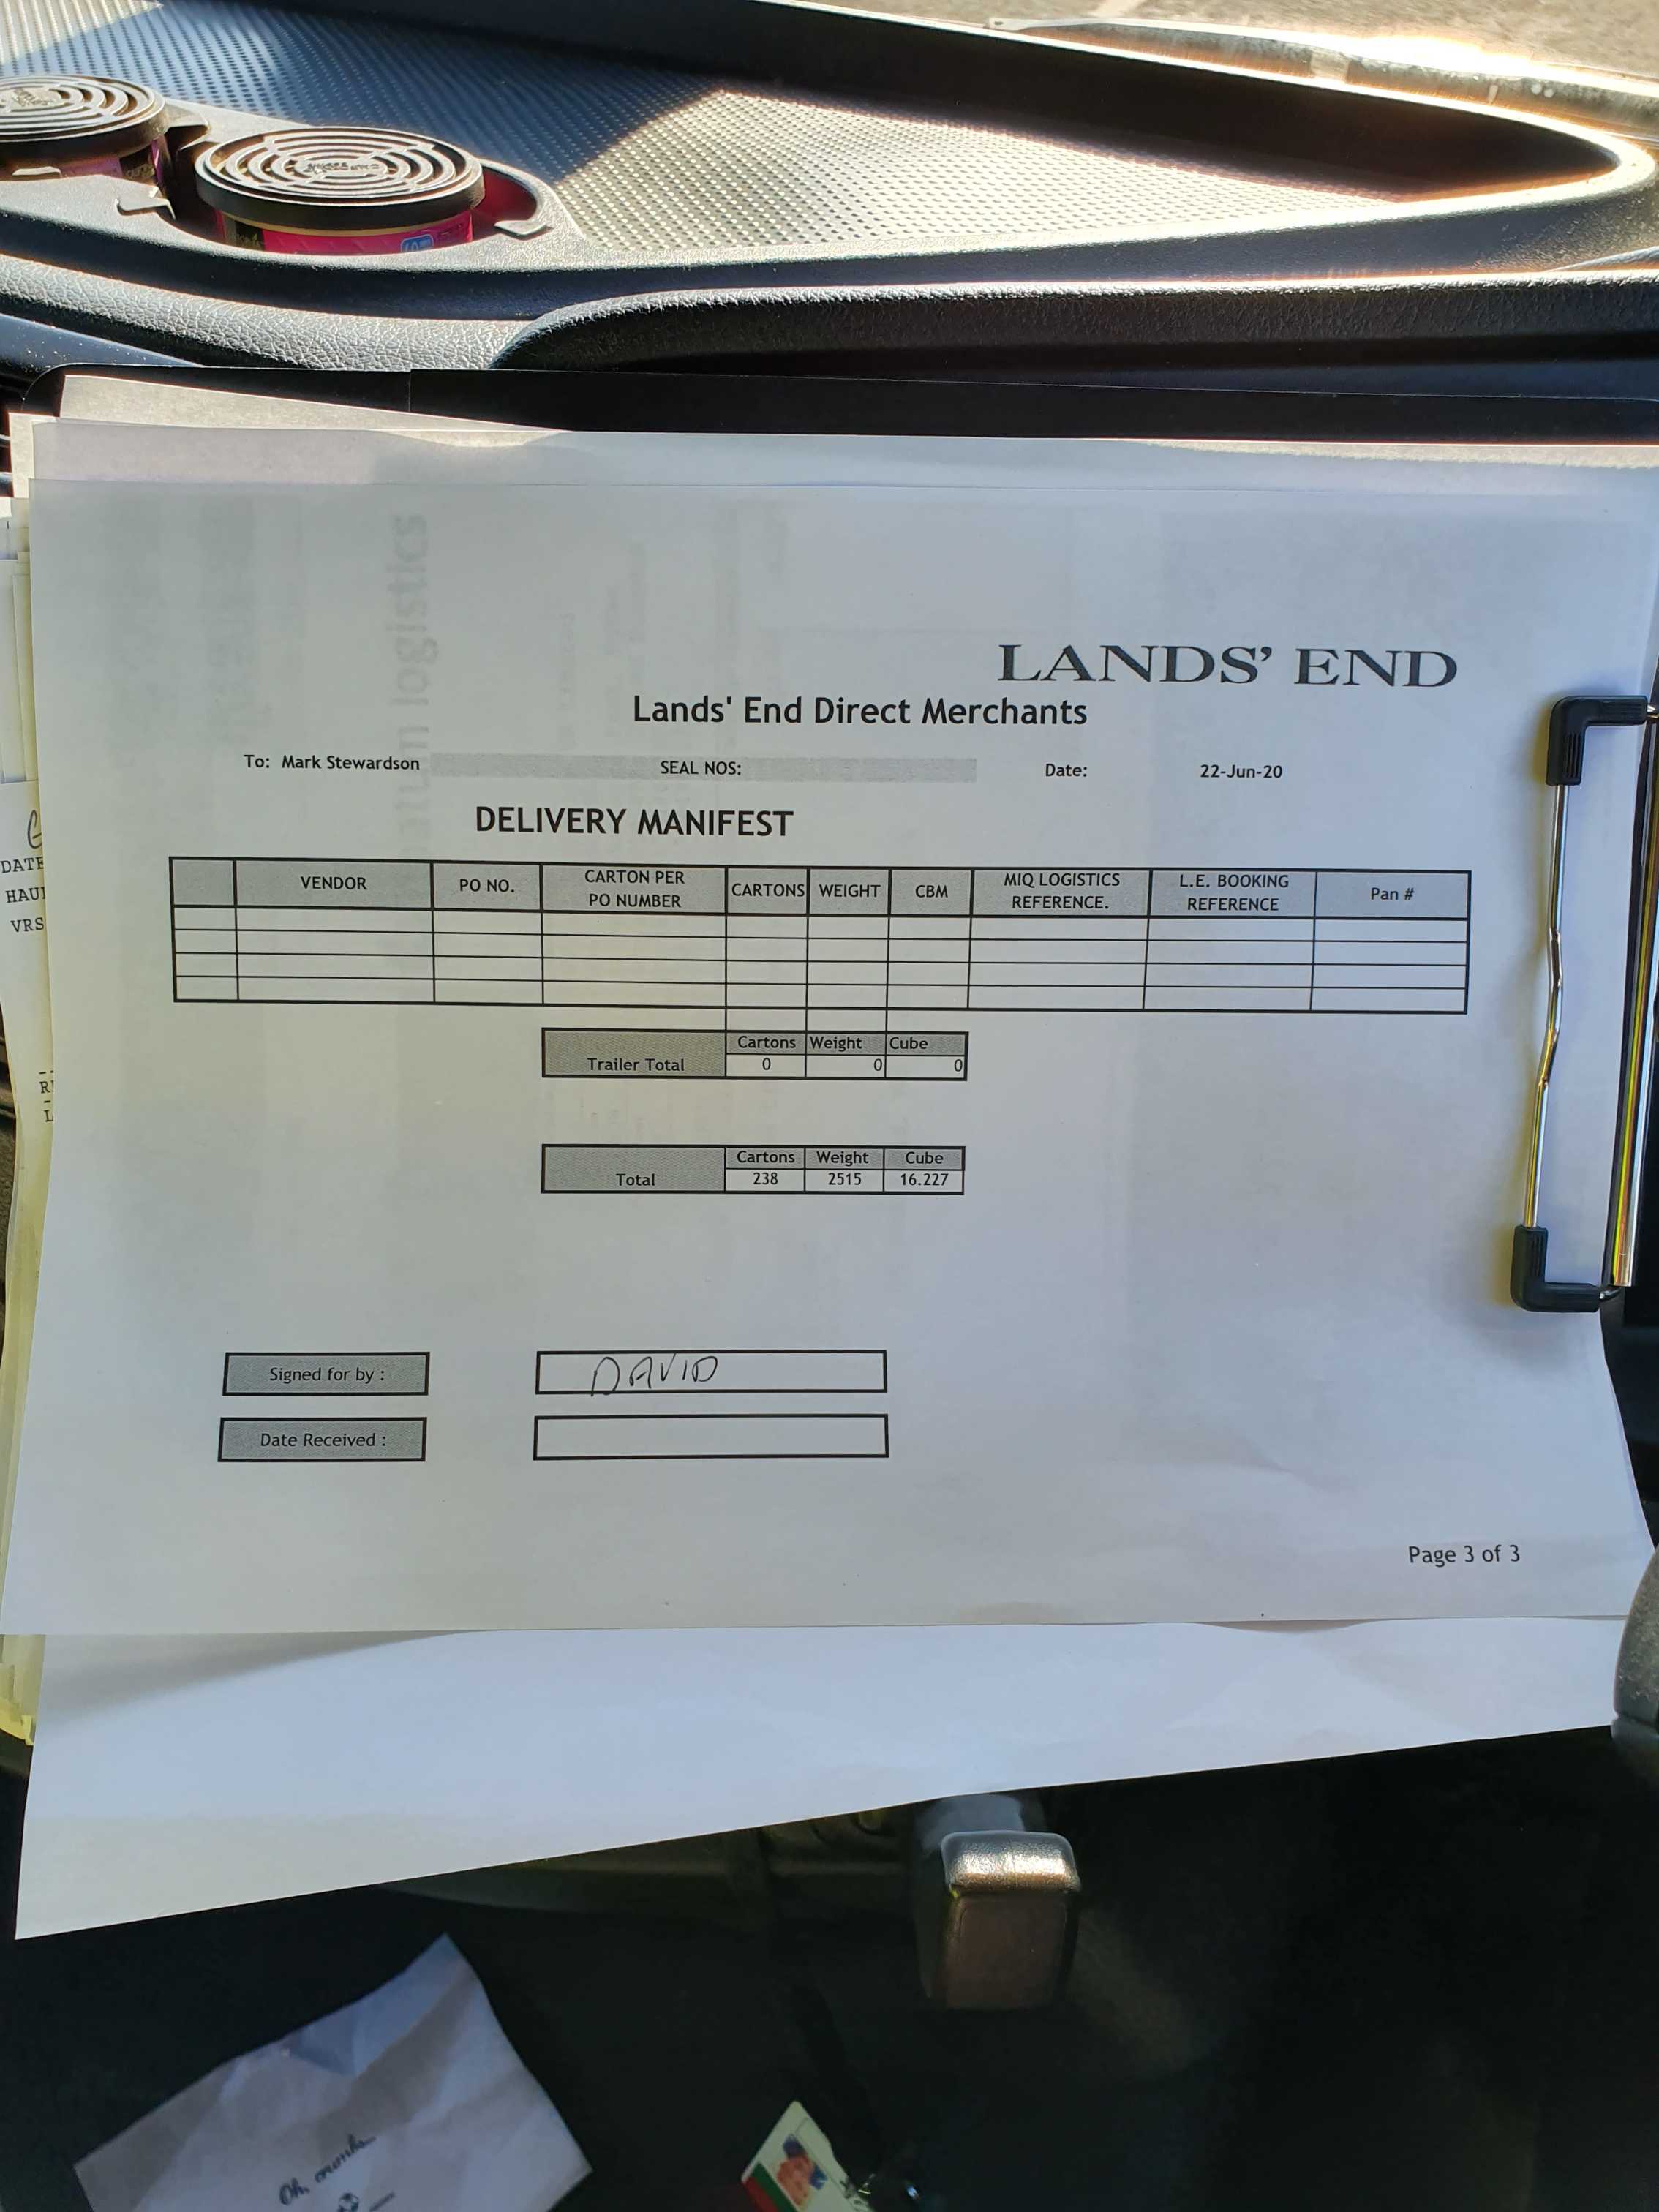 LANDS' END
Lands' End Direct Merchants
To: Mark Stewardson SEAL NOS: Date: 22-Jun-20
DELIVERY MANIFEST
VENDOR PO NO. CARTON PER PO NUMBER CARTONS WEIGHT CBM MIQ LOGISTICS REFERENCE. L.E. BOOKING REFERENCE Pan #
Cartons Weight Cube
Trailer Total 0 0 0
Cartons Weight Cube
Total 238 2515 16.227
Signed for by : DAVID
Date Received :
Page 3 of 3
DATE
HAUL
VRS
logistics
Oh, crumbs...